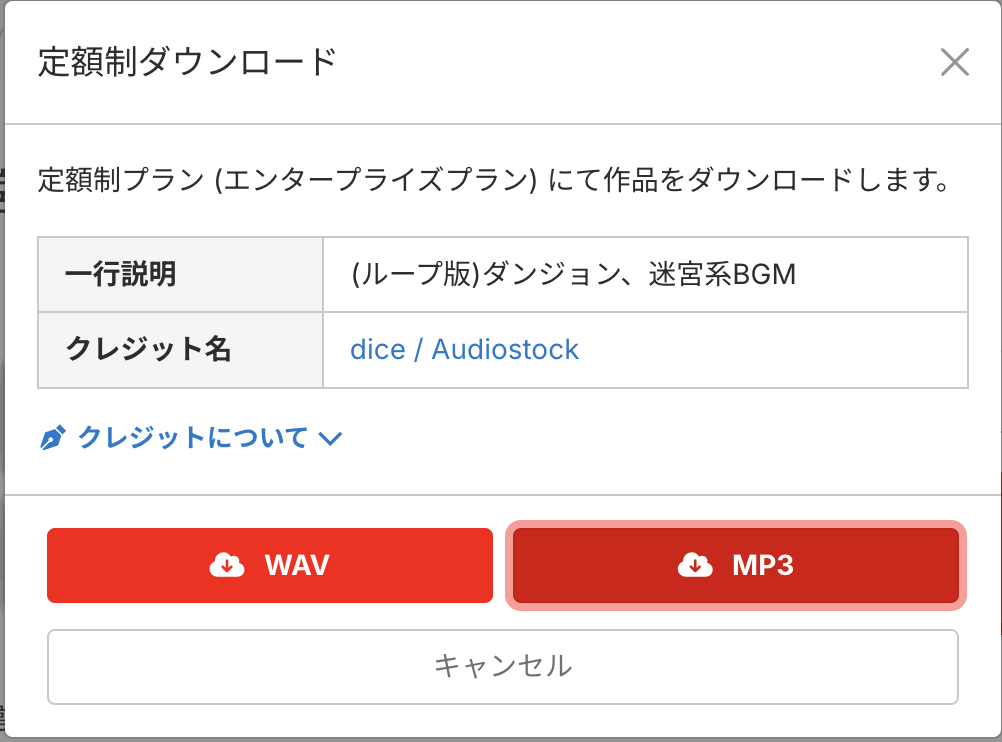 定額制ダウンロード
定額制プラン (エンタープライズプラン) にて作品をダウンロードします。
一行説明 (ループ版)ダンジョン、迷宮系BGM
クレジット名 dice / Audiostock
クレジットについて
WAV MP3
キャンセル